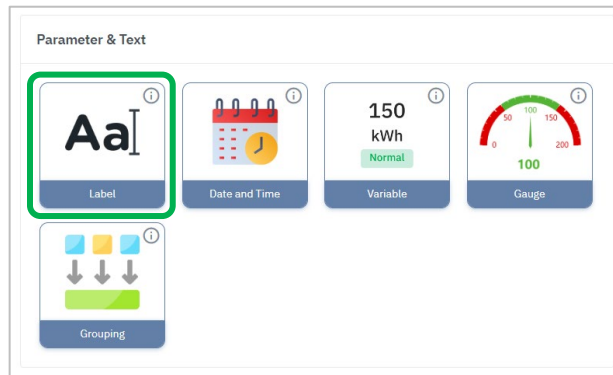 Parameter & Text
Aa
Label
Date and Time
150
kWh
Normal
Variable
0 50 100 150 200
100
Gauge
Grouping